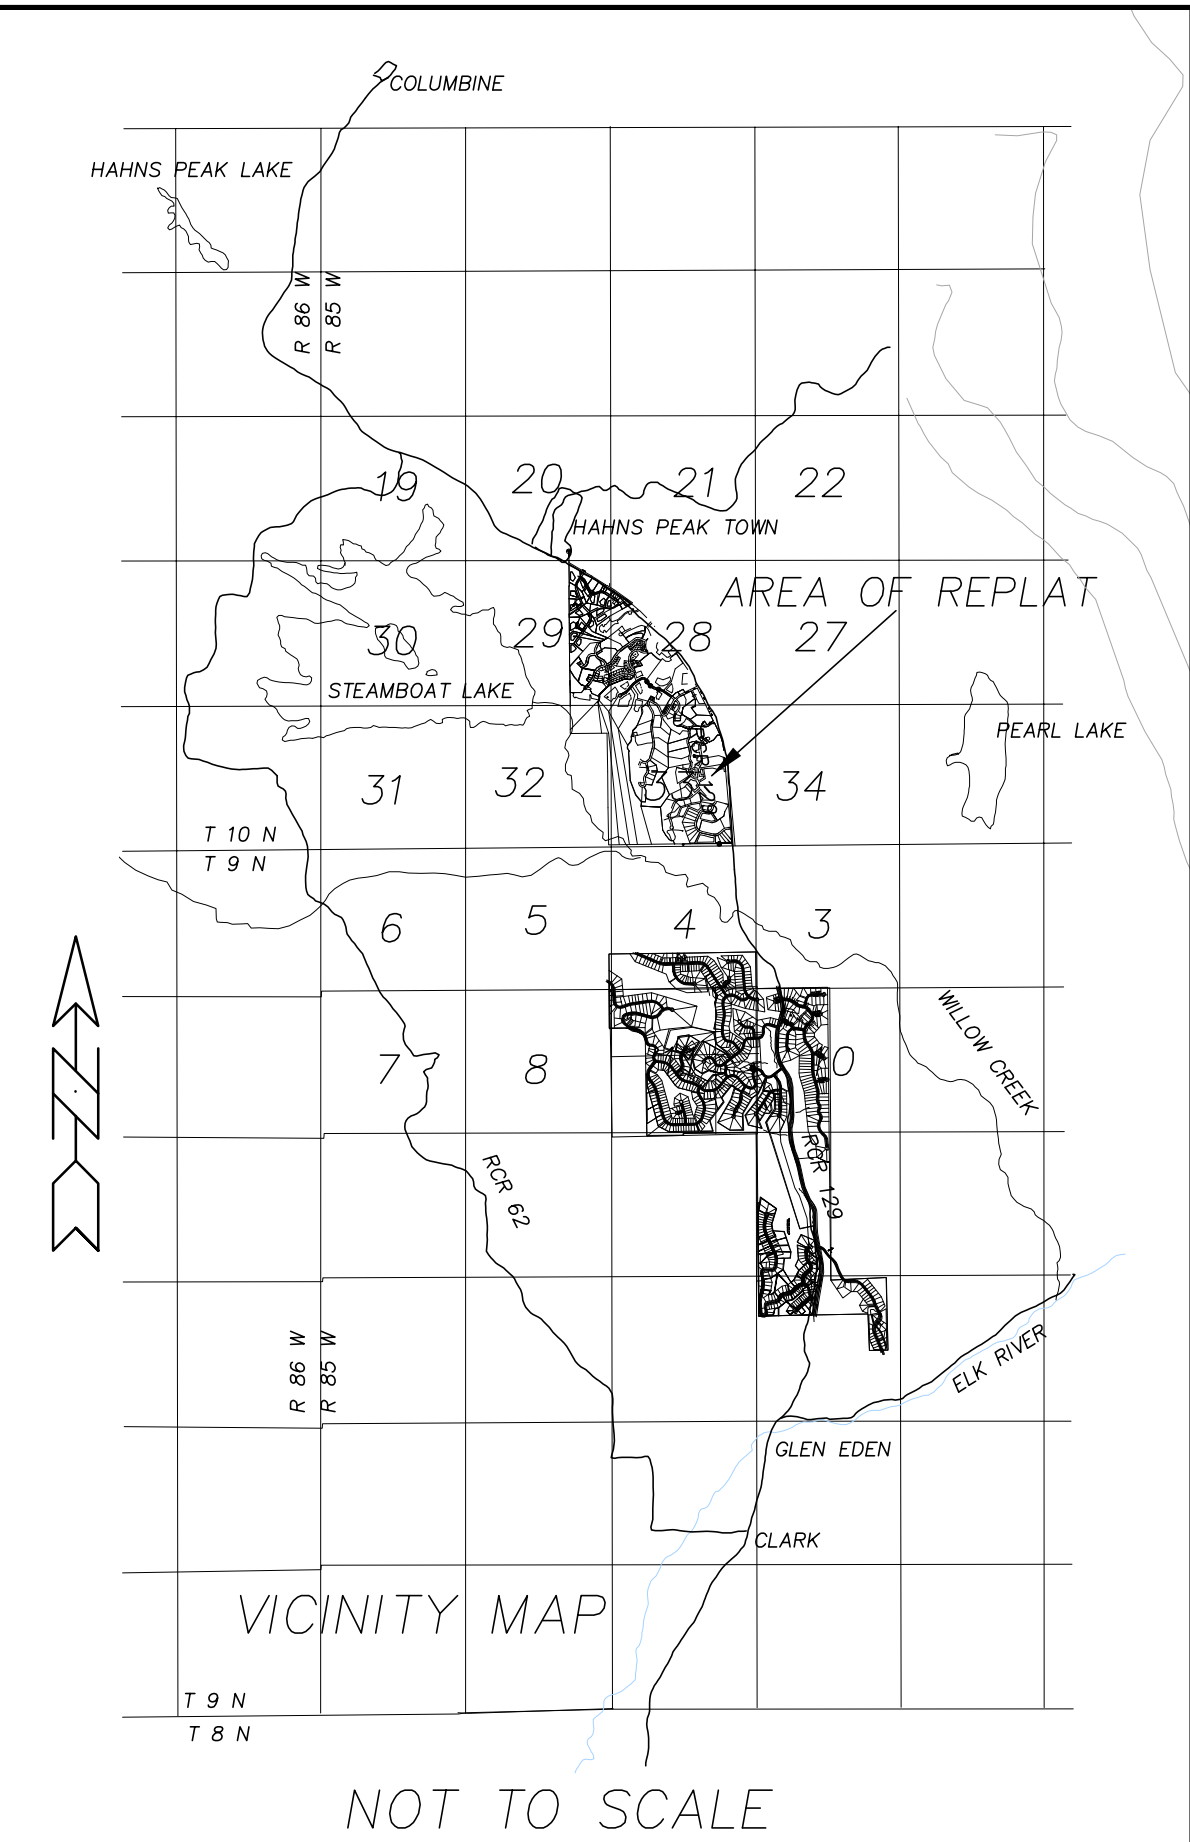 COLUMBINE
HAHNS PEAK LAKE
R 86 W
R 85 W
19
20
21
22
HAHNS PEAK TOWN
AREA OF REPLAT
30
29
28
27
STEAMBOAT LAKE
PEARL LAKE
RCR 129
31
32
34
T 10 N
T 9 N
6
5
4
3
WILLOW CREEK
7
8
N
RCR 62
RCR 129
R 86 W
R 85 W
ELK RIVER
GLEN EDEN
CLARK
VICINITY MAP
T 9 N
T 8 N
NOT TO SCALE